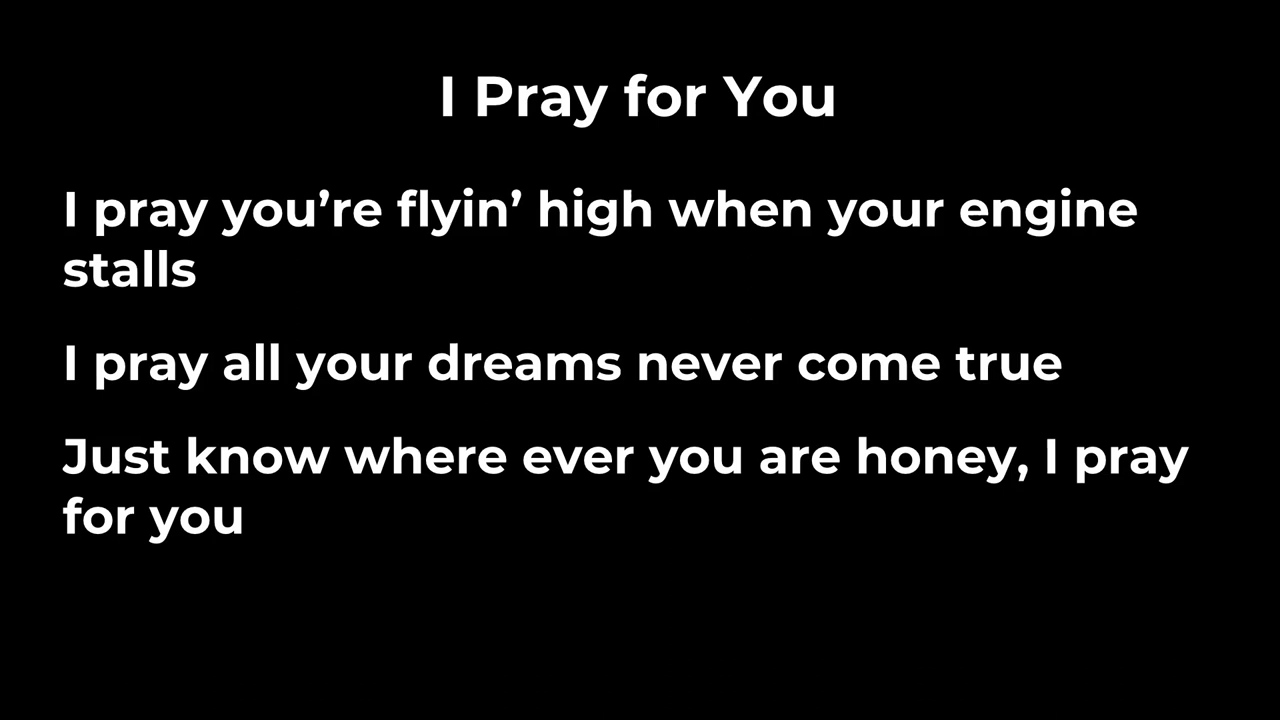 I Pray for You
I pray you’re flyin’ high when your engine
stalls
I pray all your dreams never come true
Just know where ever you are honey, I pray
for you